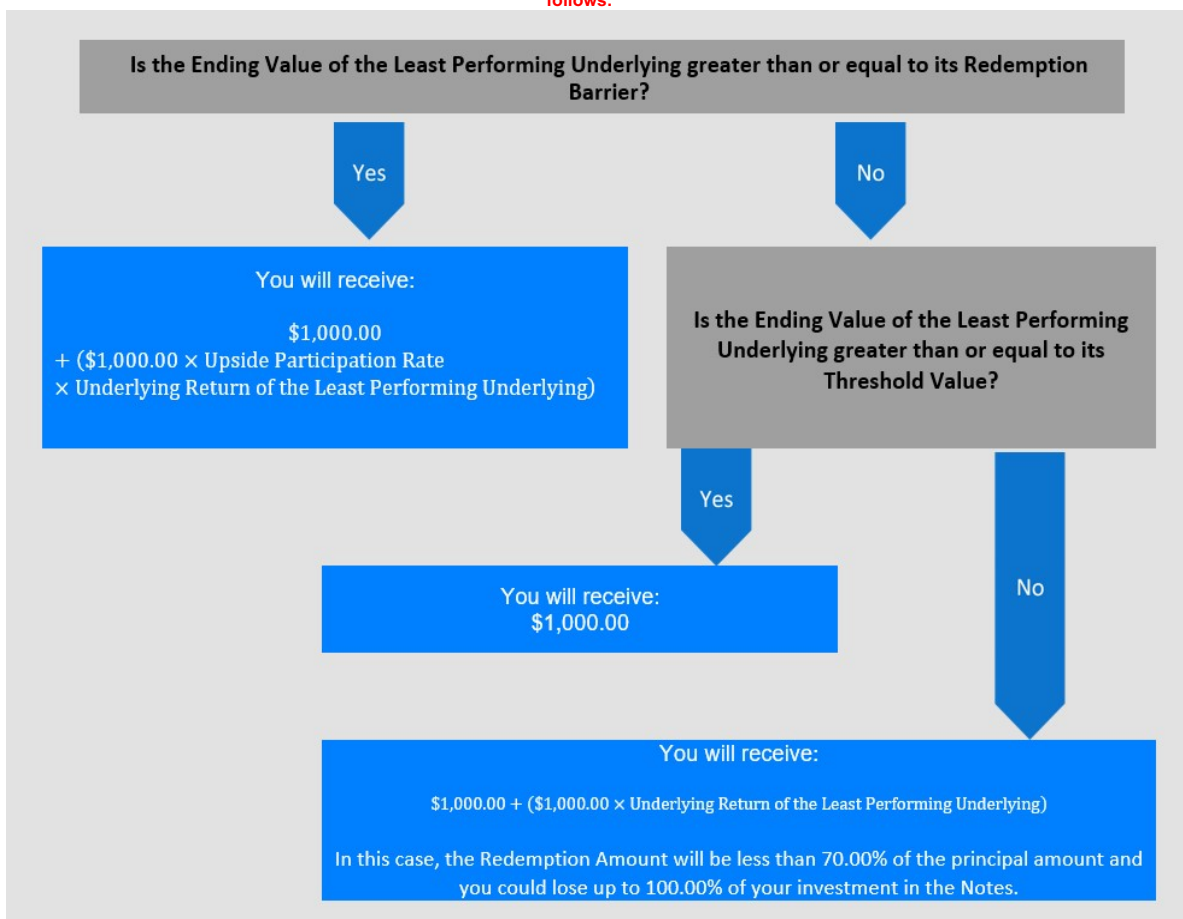 follows:
Is the Ending Value of the Least Performing Underlying greater than or equal to its Redemption
Barrier?
Yes
No
You will receive:
$1,000.00
+ ($1,000.00 × Upside Participation Rate
× Underlying Return of the Least Performing Underlying)
Is the Ending Value of the Least Performing
Underlying greater than or equal to its
Threshold Value?
Yes
No
You will receive:
$1,000.00
You will receive:
$1,000.00 + ($1,000.00 × Underlying Return of the Least Performing Underlying)
In this case, the Redemption Amount will be less than 70.00% of the principal amount and
you could lose up to 100.00% of your investment in the Notes.